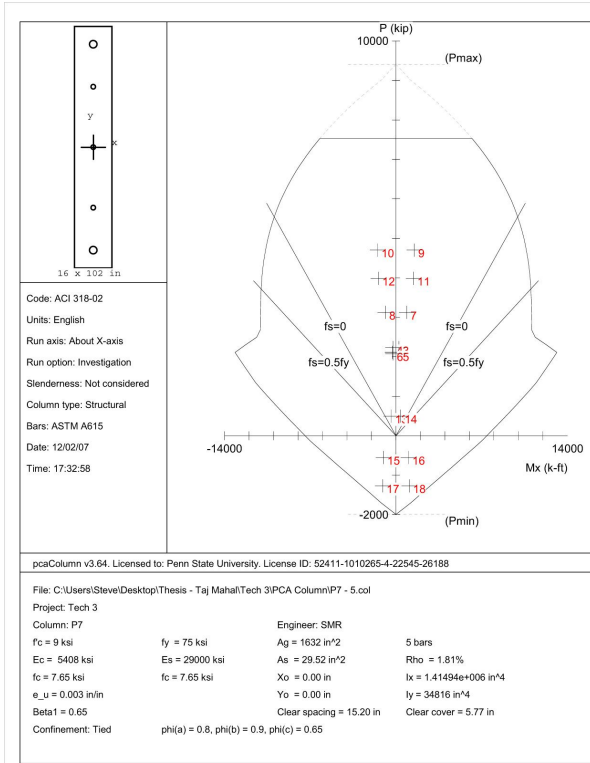 P (kip)
10000
(Pmax)
y
x
16 x 102 in
10
9
12
11
8
7
fs=0
fs=0
65
fs=0.5fy
fs=0.5fy
14
-14000
14000
Mx (k-ft)
15
16
17
18
-2000
(Pmin)
Code: ACI 318-02
Units: English
Run axis: About X-axis
Run option: Investigation
Slenderness: Not considered
Column type: Structural
Bars: ASTM A615
Date: 12/02/07
Time: 17:32:58
pcaColumn v3.64. Licensed to: Penn State University. License ID: 52411-1010265-4-22545-26188
File: C:\Users\Steve\Desktop\Thesis - Taj Mahal\Tech 3\PCA Column\P7 - 5.col
Project: Tech 3
Column: P7 Engineer: SMR
f'c = 9 ksi fy = 75 ksi Ag = 1632 in^2 5 bars
Ec = 5408 ksi Es = 29000 ksi As = 29.52 in^2 Rho = 1.81%
fc = 7.65 ksi fc = 7.65 ksi Xo = 0.00 in Ix = 1.41494e+006 in^4
e_u = 0.003 in/in Yo = 0.00 in Iy = 34816 in^4
Beta1 = 0.65 Clear spacing = 15.20 in Clear cover = 5.77 in
Confinement: Tied phi(a) = 0.8, phi(b) = 0.9, phi(c) = 0.65